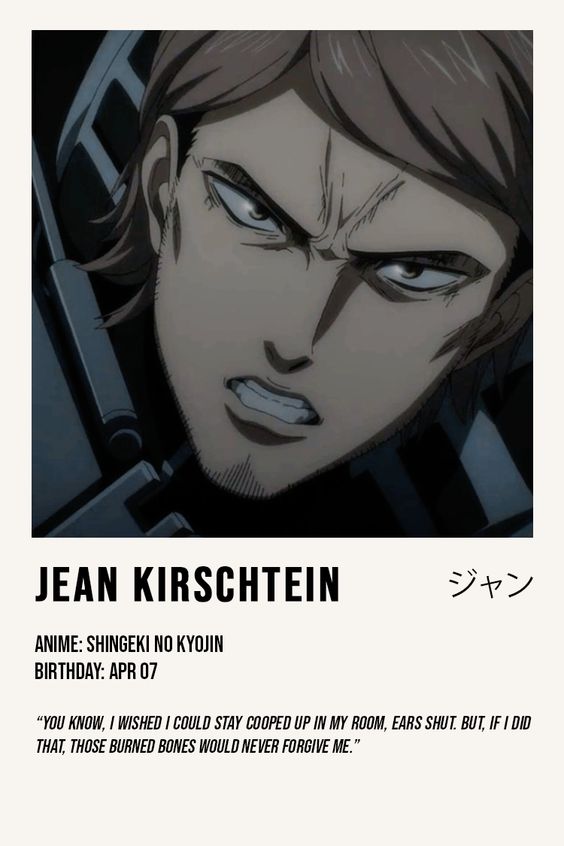 JEAN KIRSCHTEIN ジャン
ANIME: SHINGEKI NO KYOJIN
BIRTHDAY: APR 07
“YOU KNOW, I WISHED I COULD STAY COOPED UP IN MY ROOM, EARS SHUT. BUT, IF I DID
THAT, THOSE BURNED BONES WOULD NEVER FORGIVE ME.”